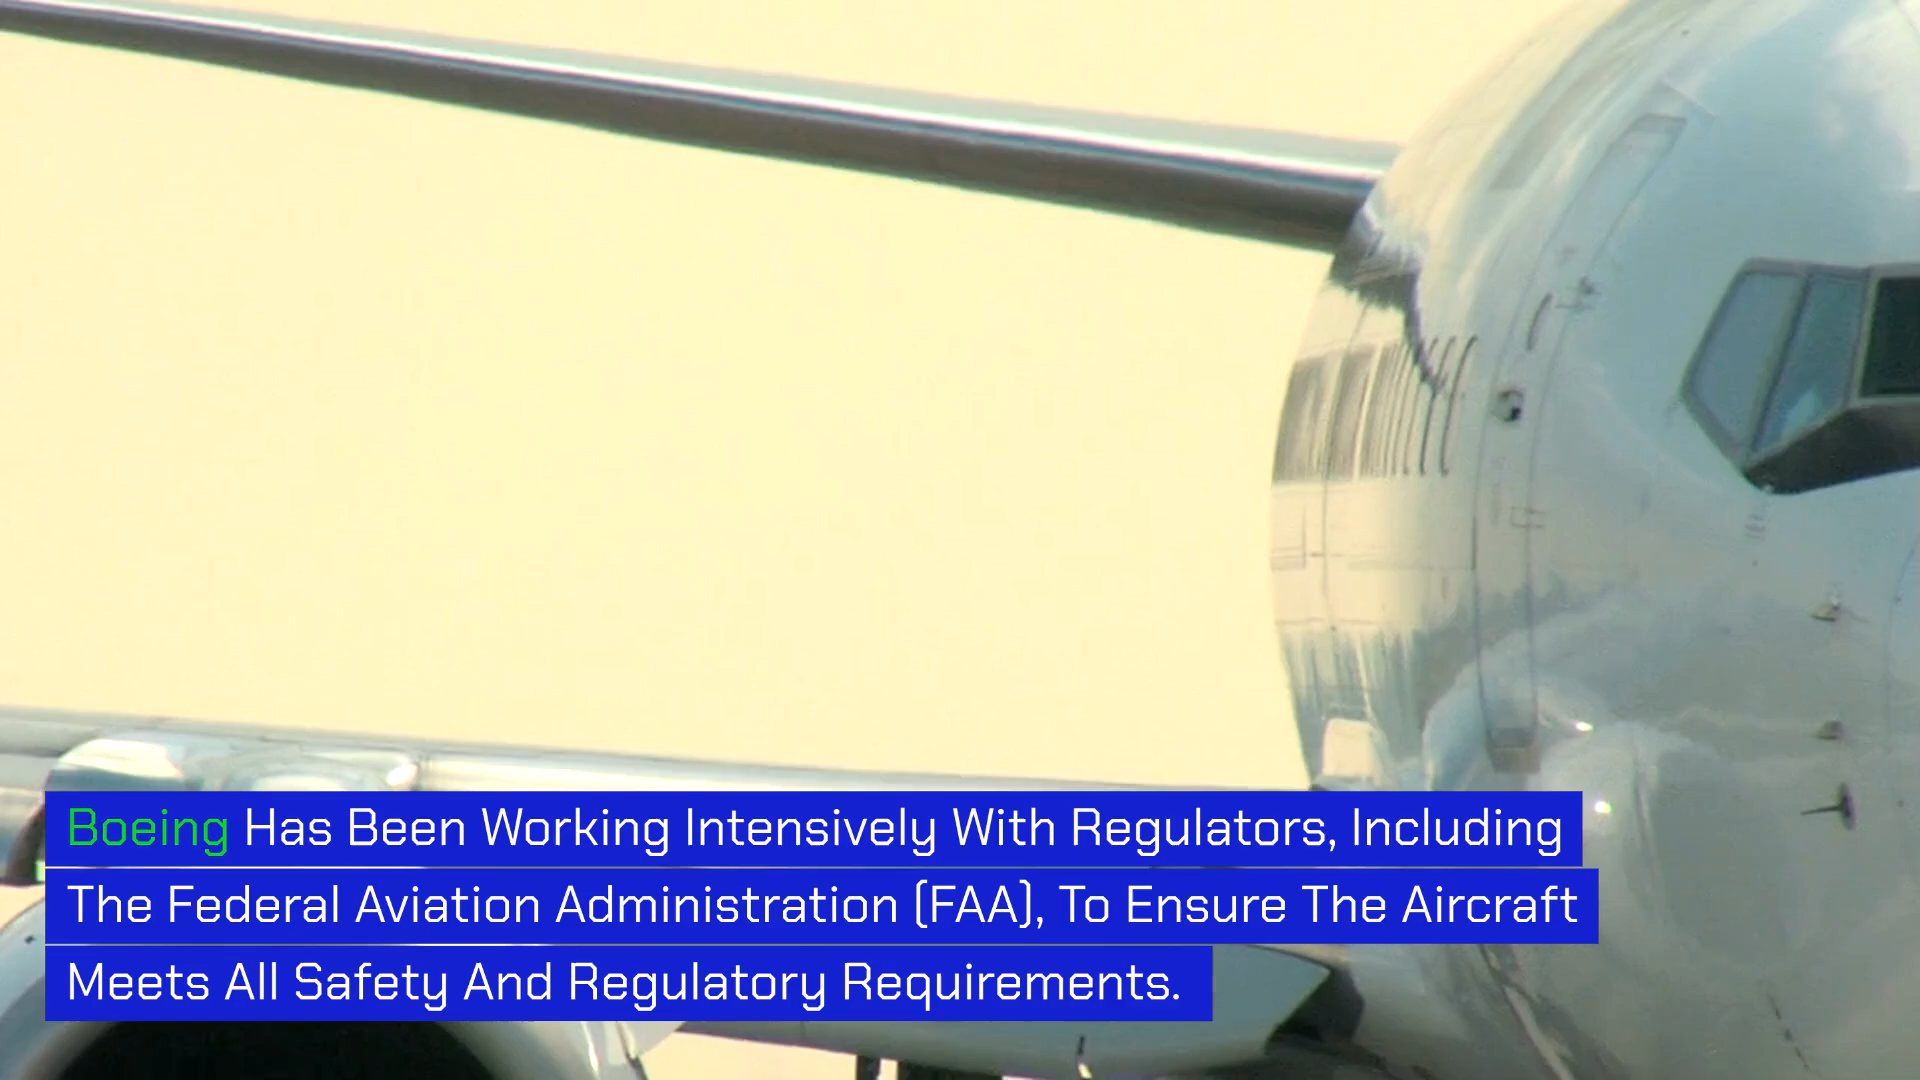 Boeing Has Been Working Intensively With Regulators, Including
The Federal Aviation Administration (FAA), To Ensure The Aircraft
Meets All Safety And Regulatory Requirements.